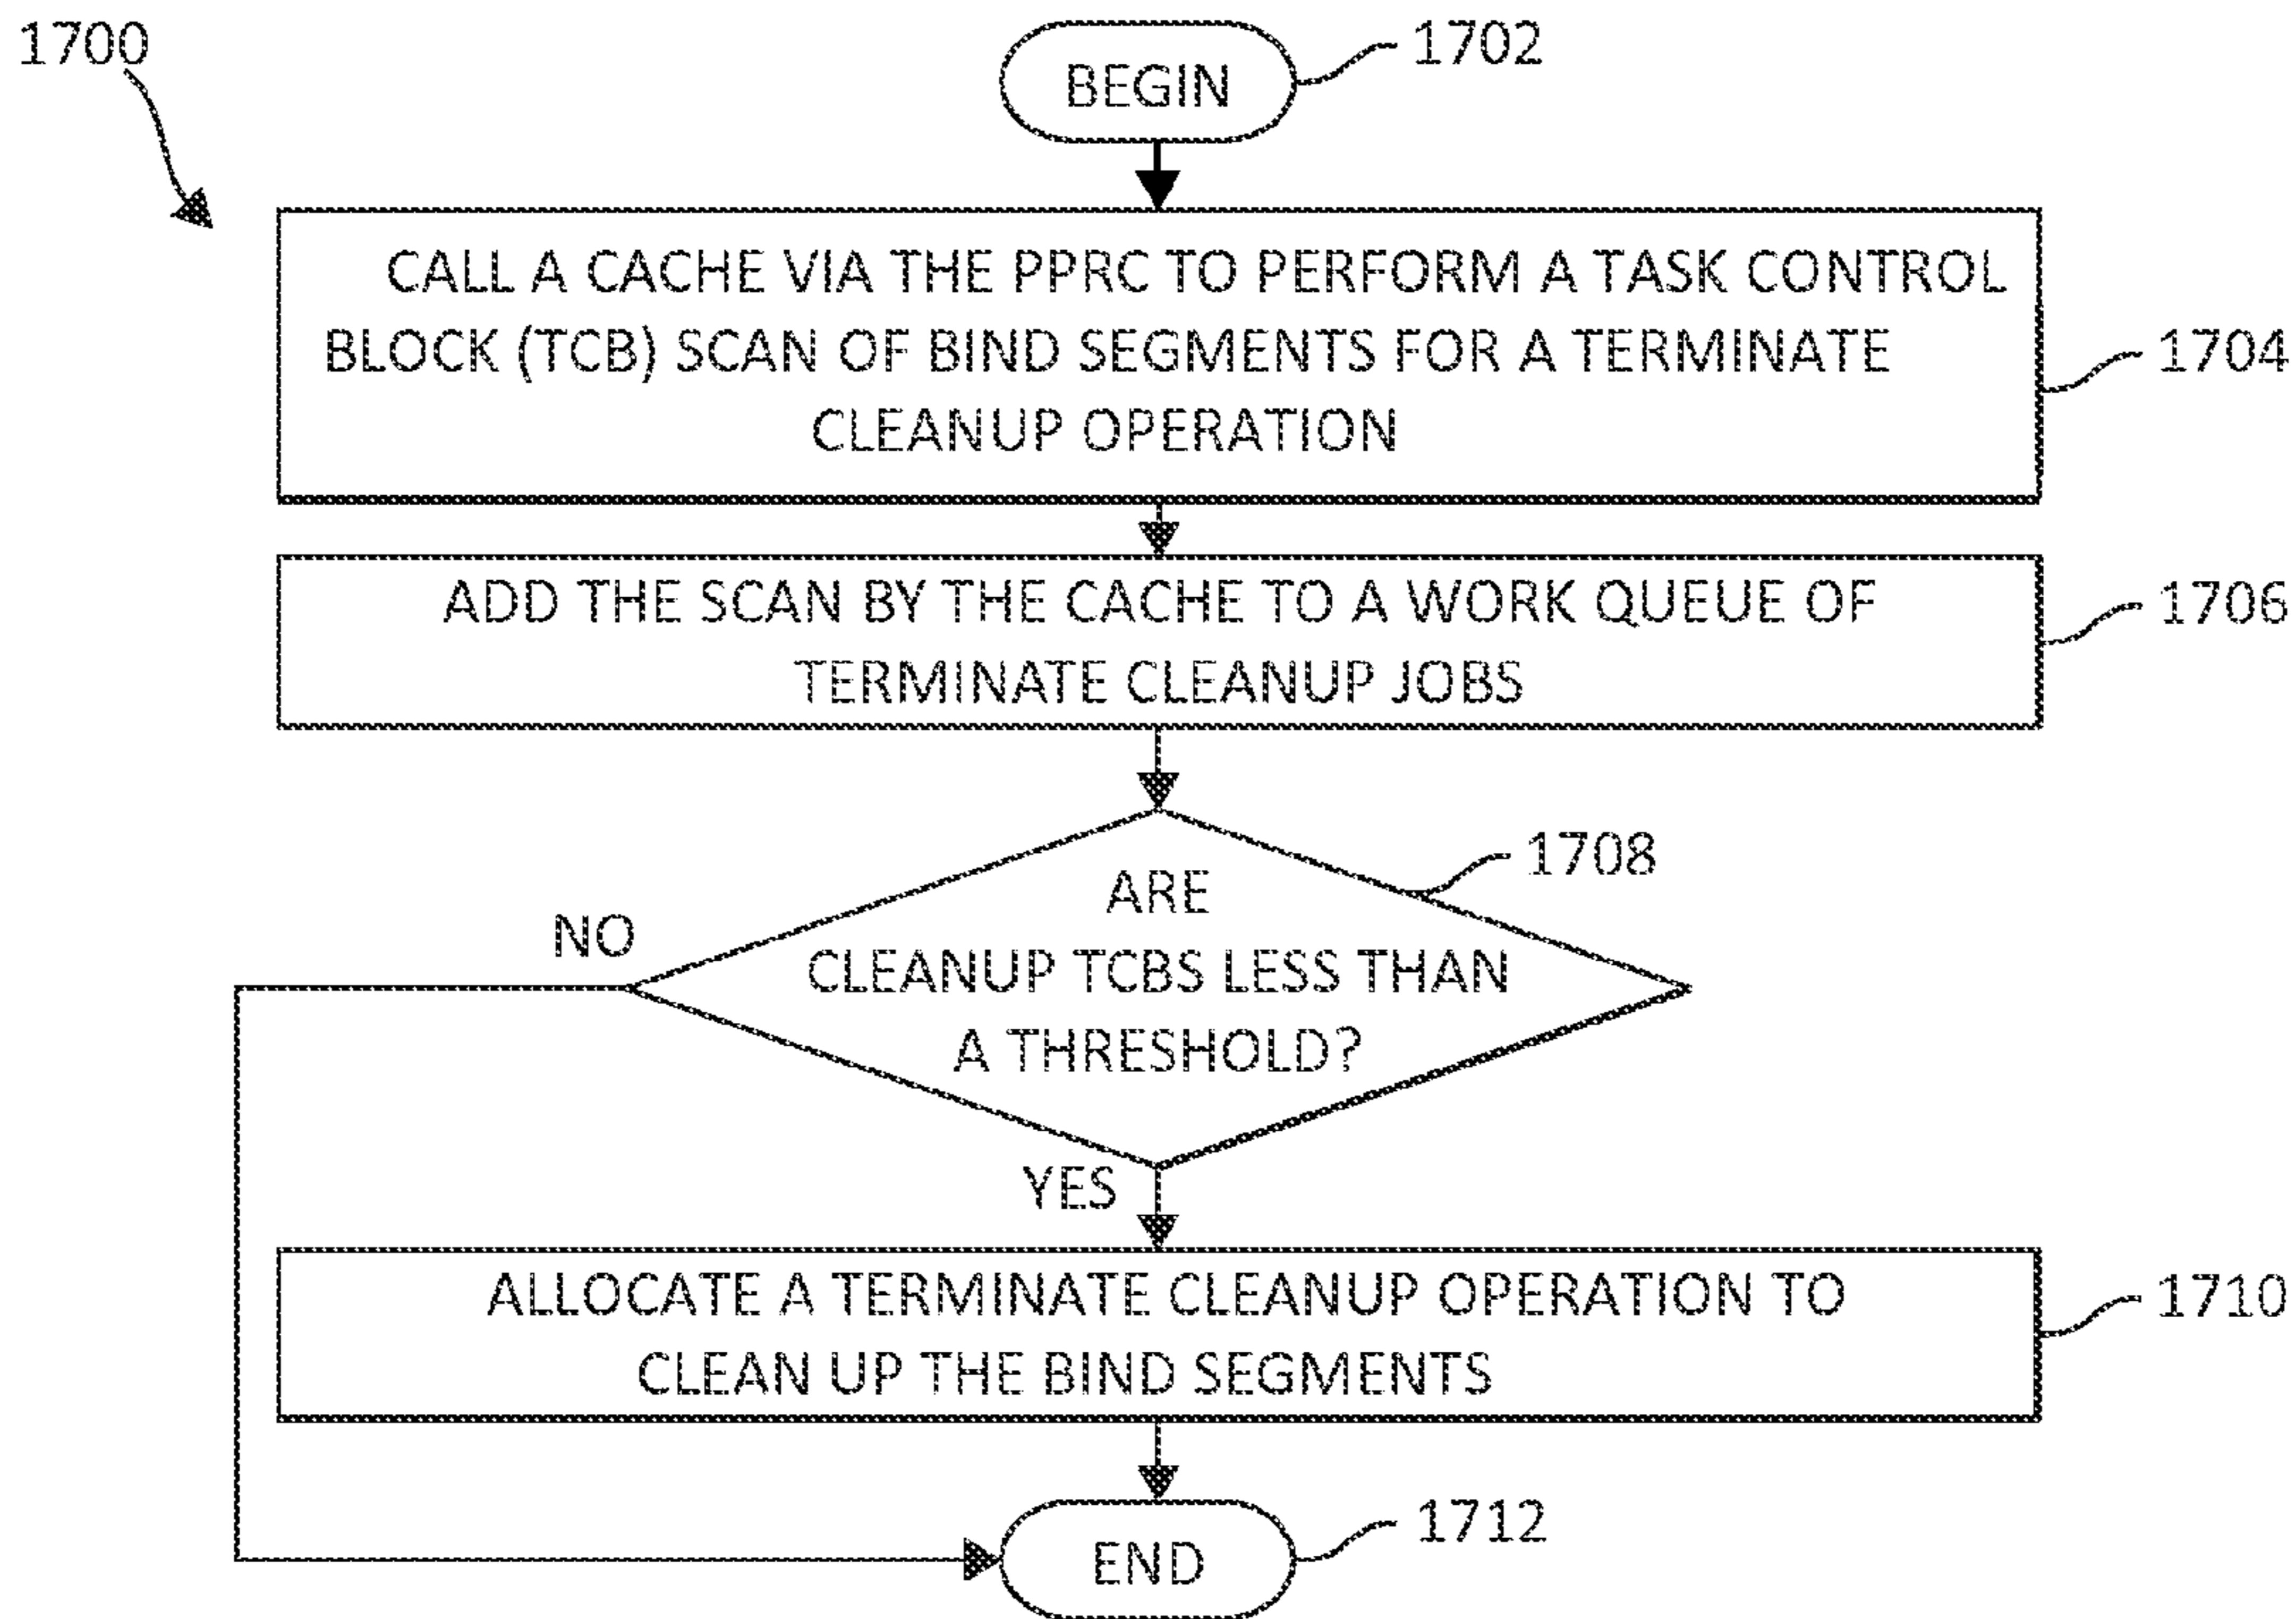 1700
BEGIN
1702
CALL A CACHE VIA THE PPRC TO PERFORM A TASK CONTROL
BLOCK (TCB) SCAN OF BIND SEGMENTS FOR A TERMINATE
CLEANUP OPERATION
1704
ADD THE SCAN BY THE CACHE TO A WORK QUEUE OF
TERMINATE CLEANUP JOBS
1706
1708
ARE
CLEANUP TCBS LESS THAN
A THRESHOLD?
NO
YES
ALLOCATE A TERMINATE CLEANUP OPERATION TO
CLEAN UP THE BIND SEGMENTS
1710
END
1712